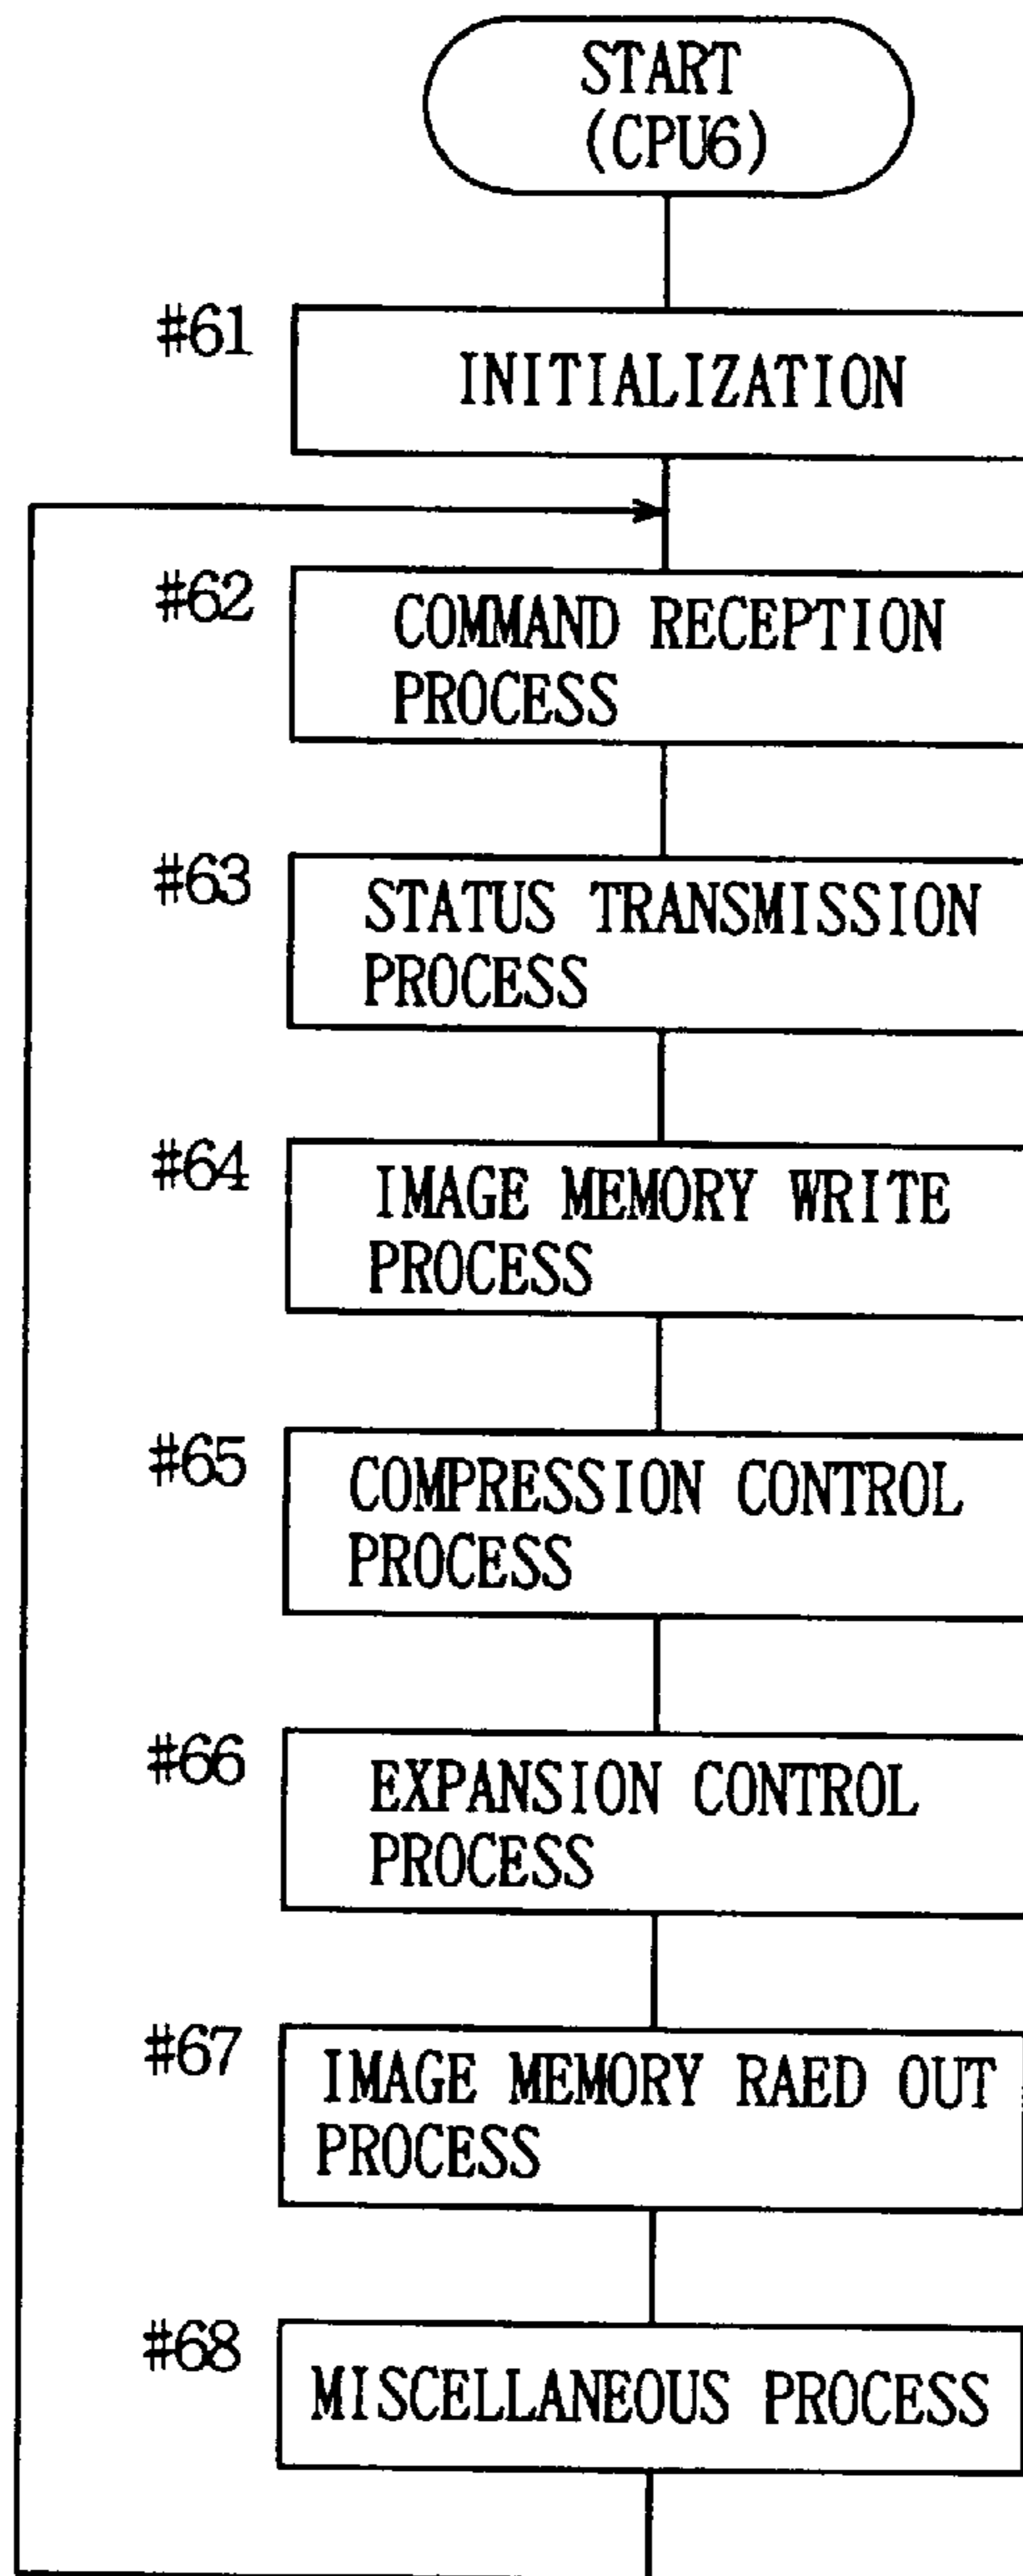 START
(CPU6)
#61
INITIALIZATION
#62
COMMAND RECEPTION
PROCESS
#63
STATUS TRANSMISSION
PROCESS
#64
IMAGE MEMORY WRITE
PROCESS
#65
COMPRESSION CONTROL
PROCESS
#66
EXPANSION CONTROL
PROCESS
#67
IMAGE MEMORY RAED OUT
PROCESS
#68
MISCELLANEOUS PROCESS